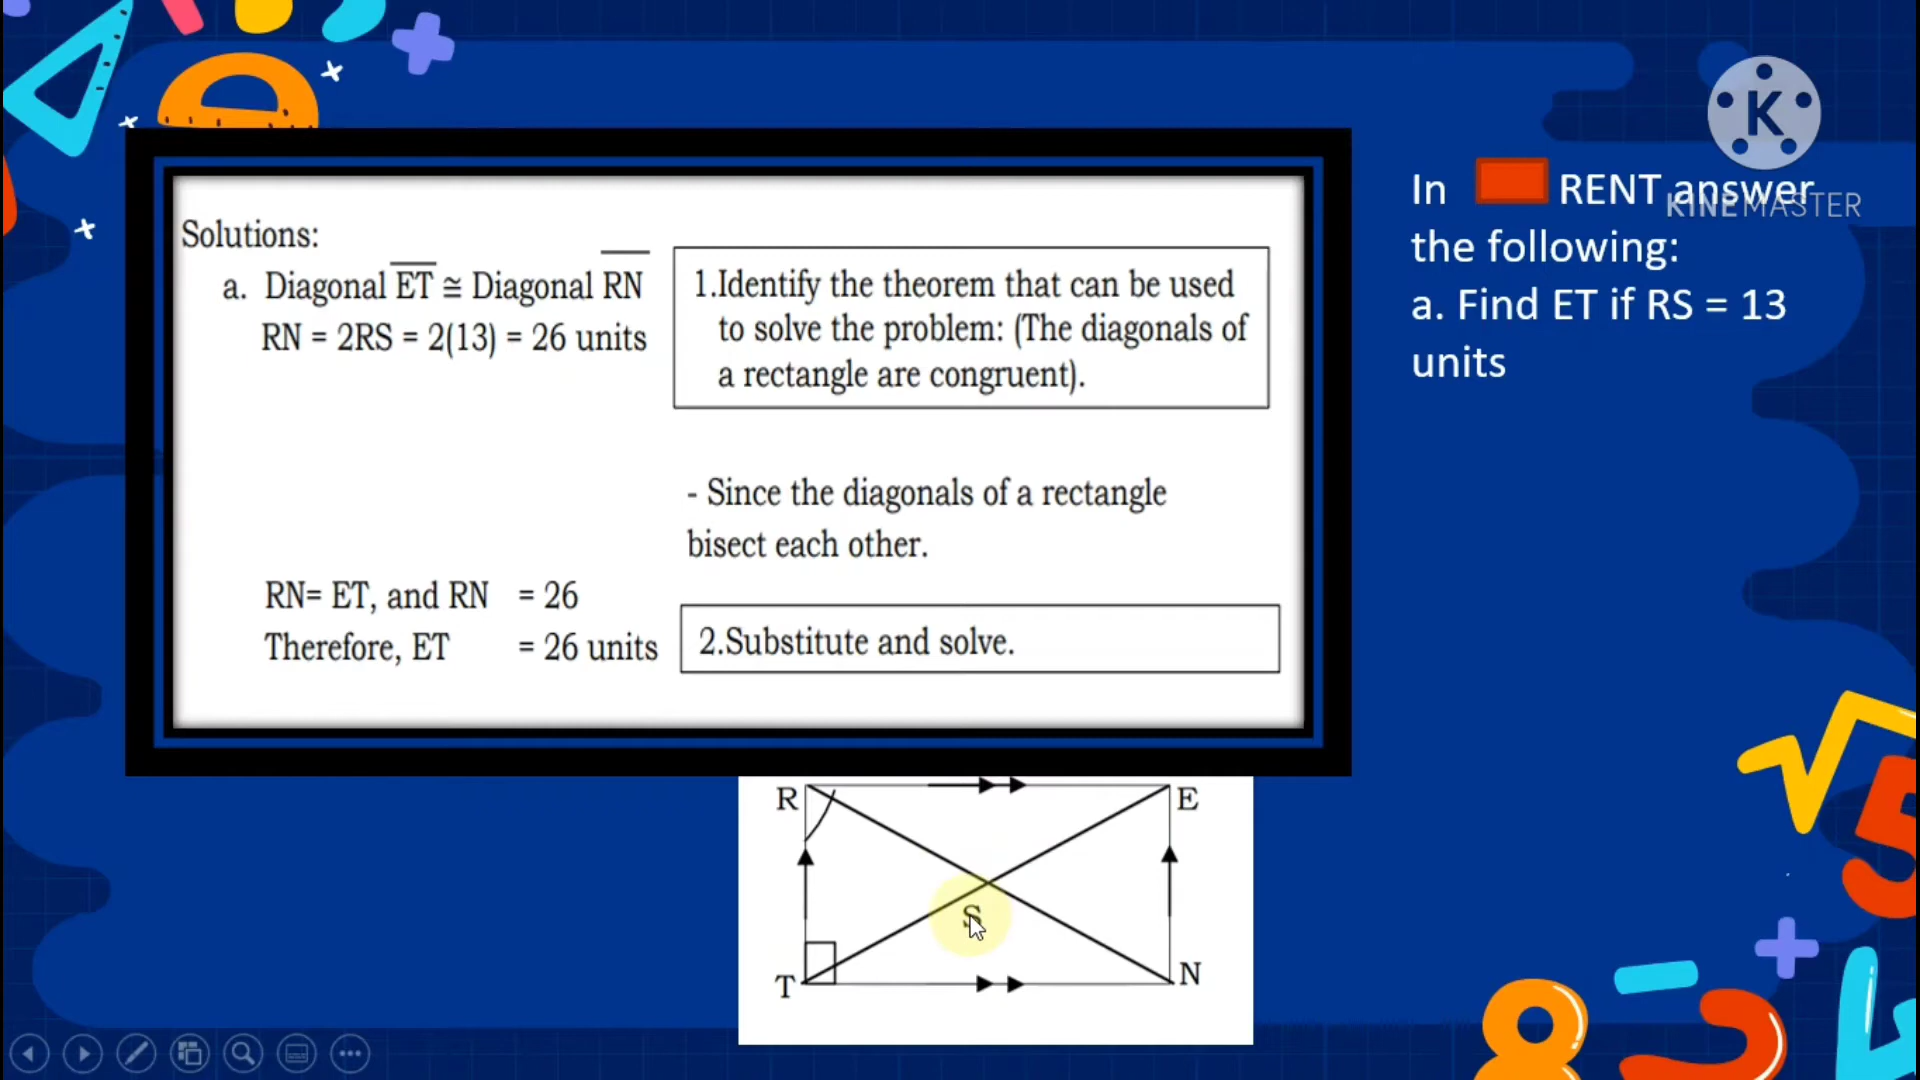 Solutions:
a. Diagonal ET ≅ Diagonal RN
RN = 2RS = 2(13) = 26 units
1.Identify the theorem that can be used
to solve the problem: (The diagonals of
a rectangle are congruent).
- Since the diagonals of a rectangle
bisect each other.
RN= ET, and RN = 26
Therefore, ET = 26 units
2.Substitute and solve.
In RENT answer
the following:
a. Find ET if RS = 13
units
K
KINEMASTER
R
E
S
T
N
√5
8